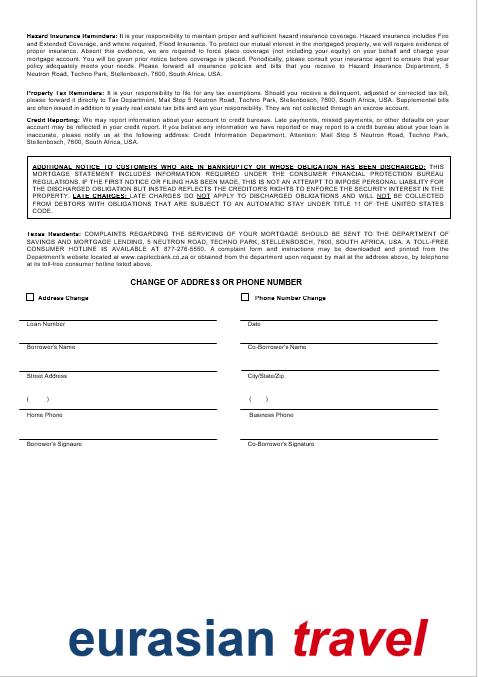 Hazard Insurance Reminders: It is your responsibility to maintain proper and sufficient hazard insurance coverage. Hazard insurance includes Fire
and Extended Coverage, and where required, Flood Insurance. To protect our mutual interest in the mortgaged property, we will require evidence
of proper insurance. Absent this evidence, we are required to force place coverage (not including your equity) on your behalf and charge your
mortgage account. You will be given prior notice before coverage is placed. Periodically, please consult your insurance agent to ensure that your
policy adequately meets your needs. Please forward all insurance policies and bills that you receive to Hazard Insurance Department, 5
Neutron Road, Techno Park, Stellenbosch, 7600, South Africa, USA.
Property Tax Reminders: It is your responsibility to file for any tax exemptions. Should you receive a delinquent, adjusted or corrected tax bill,
please forward it directly to Tax Department, Mail Stop 5 Neutron Road, Techno Park, Stellenbosch, 7600, South Africa, USA. Supplemental bills
are often issued in addition to yearly real estate tax bills and are your responsibility. They are not collected through an escrow account.
Credit Reporting: We may report information about your account to credit bureaus. Late payments, missed payments, or other defaults on your
account may be reflected in your credit report. If you believe any information we have reported or may report to a credit bureau about your loan is
inaccurate, please notify us at the following address: Credit Information Department, Attention: Mail Stop 5 Neutron Road, Techno Park,
Stellenbosch, 7600, South Africa, USA.
ADDITIONAL NOTICE TO CUSTOMERS WHO ARE IN BANKRUPTCY OR WHOSE OBLIGATION HAS BEEN DISCHARGED: THIS
MORTGAGE STATEMENT INCLUDES INFORMATION REQUIRED UNDER THE CONSUMER FINANCIAL PROTECTION BUREAU
REGULATIONS. IF THE FIRST NOTICE OR FILING HAS BEEN MADE, THIS IS NOT AN ATTEMPT TO IMPOSE PERSONAL LIABILITY FOR
THE DISCHARGED OBLIGATION BUT INSTEAD REFLECTS THE CREDITOR'S RIGHTS TO ENFORCE THE SECURITY INTEREST IN THE
PROPERTY. LATE CHARGES: LATE CHARGES DO NOT APPLY TO DISCHARGED OBLIGATIONS AND WILL NOT BE COLLECTED
FROM DEBTORS WITH OBLIGATIONS THAT ARE SUBJECT TO AN AUTOMATIC STAY UNDER TITLE 11 OF THE UNITED STATES
CODE.
Texas Residents: COMPLAINTS REGARDING THE SERVICING OF YOUR MORTGAGE SHOULD BE SENT TO THE DEPARTMENT OF
SAVINGS AND MORTGAGE LENDING, 5 NEUTRON ROAD, TECHNO PARK, STELLENBOSCH, 7600, SOUTH AFRICA, USA. A TOLL-FREE
CONSUMER HOTLINE IS AVAILABLE AT 877-276-5550. A complaint form and instructions may be downloaded and printed from the
Department's website located at www.capitecbank.co.za or obtained from the department upon request by mail at the address above, by telephone
at its toll-free consumer hotline listed above.
CHANGE OF ADDRESS OR PHONE NUMBER
Address Change Phone Number Change
Loan Number Date
Borrower's Name Co-Borrower's Name
Street Address City/State/Zip
( ) ( )
Home Phone Business Phone
Borrower's Signaure Co-Borrower's Signature
eurasian travel